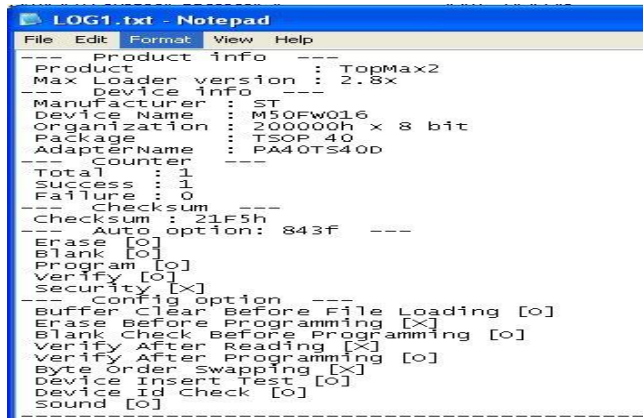 LOG1.txt - Notepad
File Edit Format View Help
--- Product info ---
Product : TopMax2
Max Loader version : 2.8x
--- Device info ---
Manufacturer : ST
Device Name : M50FW016
Organization : 200000h x 8 bit
Package : TSOP 40
AdapterName : PA40TS40D
--- Counter ---
Total : 1
Success : 1
Failure : 0
--- Checksum ---
Checksum : 21F5h
--- Auto option: 843f ---
Erase [O]
Blank [O]
Program [O]
Verify [O]
Security [X]
--- Config option ---
Buffer Clear Before File Loading [O]
Erase Before Programming [X]
Blank Check Before Programming [O]
Verify After Reading [X]
Verify After Programming [O]
Byte Order Swapping [X]
Device Insert Test [O]
Device Id Check [O]
Sound [O]